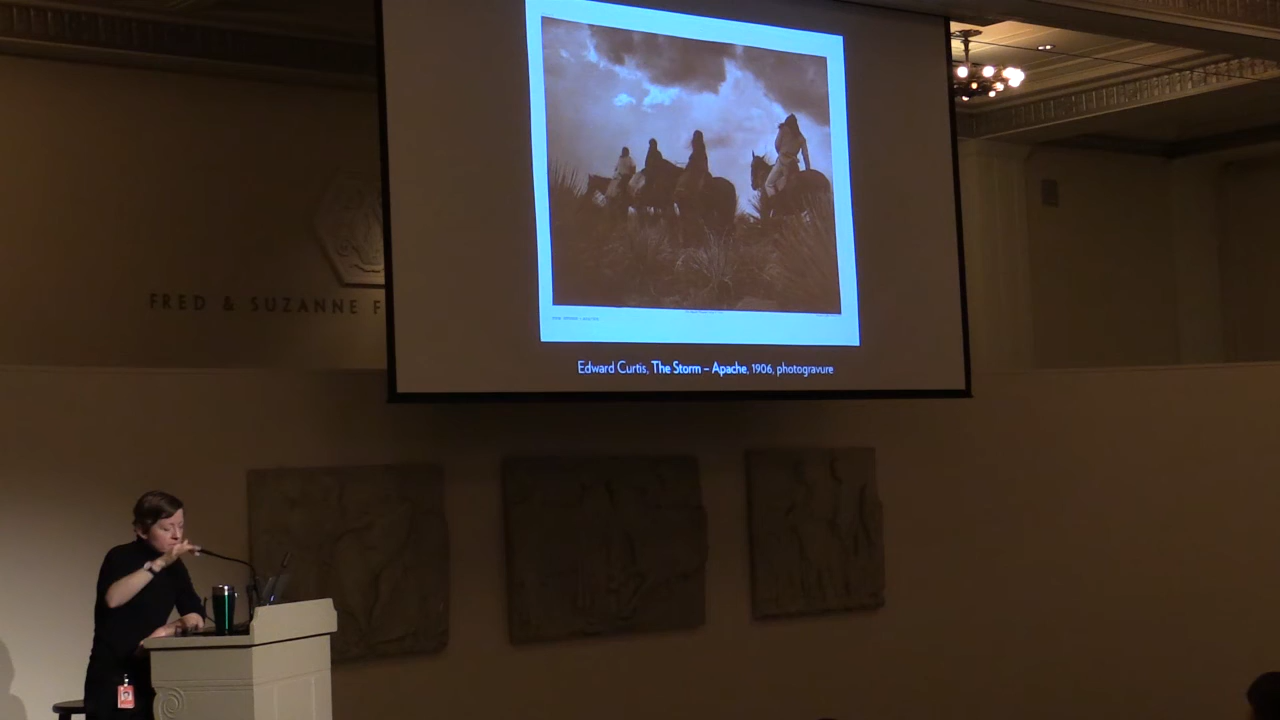 FRED & SUZANNE F
Edward Curtis, The Storm – Apache, 1906, photogravure